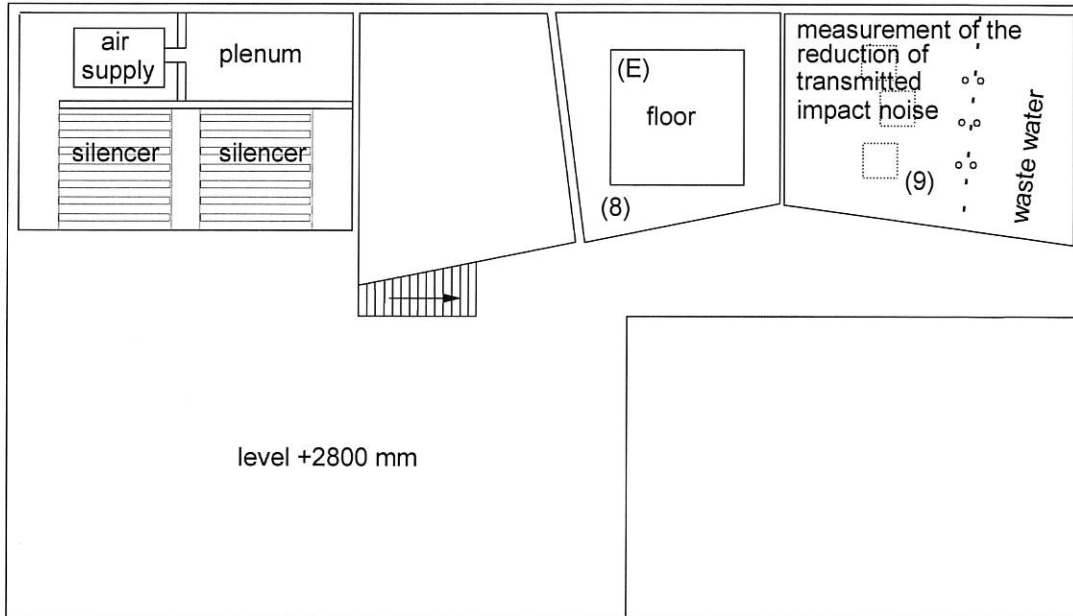 air
supply
plenum
silencer
silencer
(E)
floor
(8)
measurement of the
reduction of
transmitted
impact noise
(9)
waste water
level +2800 mm